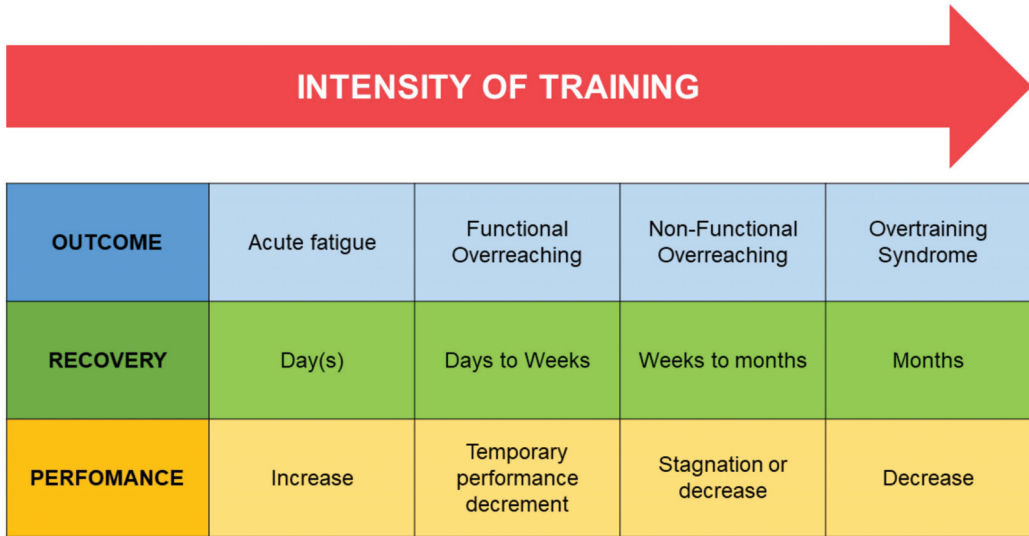 INTENSITY OF TRAINING
OUTCOME
Acute fatigue
Functional
Overreaching
Non-Functional
Overreaching
Overtraining
Syndrome
RECOVERY
Day(s)
Days to Weeks
Weeks to months
Months
PERFOMANCE
Increase
Temporary
performance
decrement
Stagnation or
decrease
Decrease